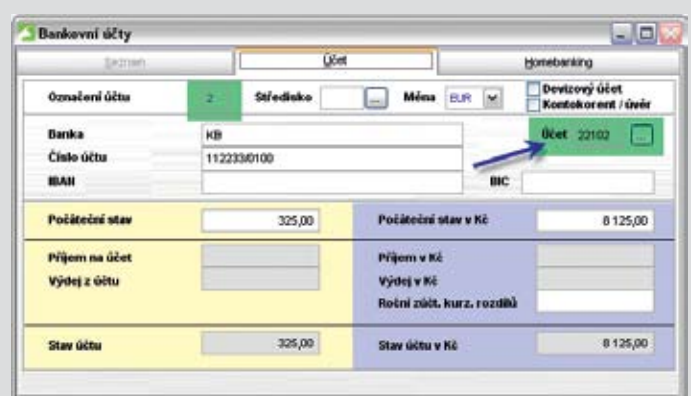 Bankovní účty
Seznam Účet Homebanking
Označení účtu 2 Středisko ... Měna EUR Devizový účet
Kontokorent / úvěr
Banka KB Účet 22102 ...
Číslo účtu 112233/0100
IBAN BIC
Počáteční stav 325,00 Počáteční stav v Kč 8 125,00
Příjem na účet Příjem v Kč
Výdej z účtu Výdej v Kč
Roční zúčt. kurz. rozdílů
Stav účtu 325,00 Stav účtu v Kč 8 125,00